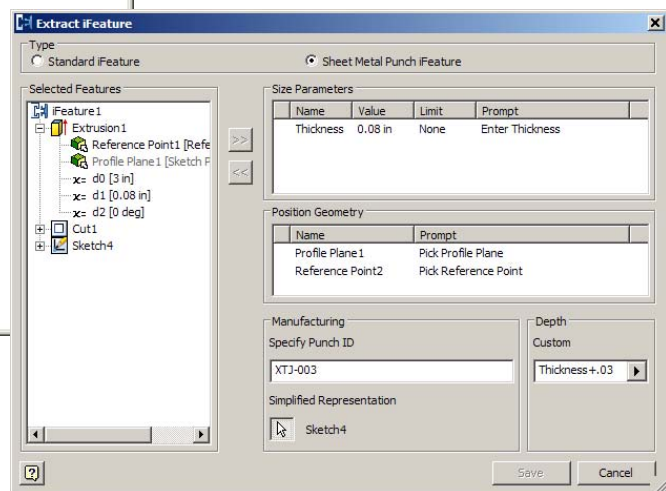 Extract iFeature
Type
Standard iFeature
Sheet Metal Punch iFeature
Selected Features
iFeature1
Extrusion1
Reference Point1 [Refe
Profile Plane1 [Sketch P
x= d0 [3 in]
x= d1 [0.08 in]
x= d2 [0 deg]
Cut1
Sketch4
>>
<<
Size Parameters
Name Value Limit Prompt
Thickness 0.08 in None Enter Thickness
Position Geometry
Name Prompt
Profile Plane1 Pick Profile Plane
Reference Point2 Pick Reference Point
Manufacturing
Specify Punch ID
XTJ-003
Simplified Representation
Sketch4
Depth
Custom
Thickness+.03
?
Save
Cancel